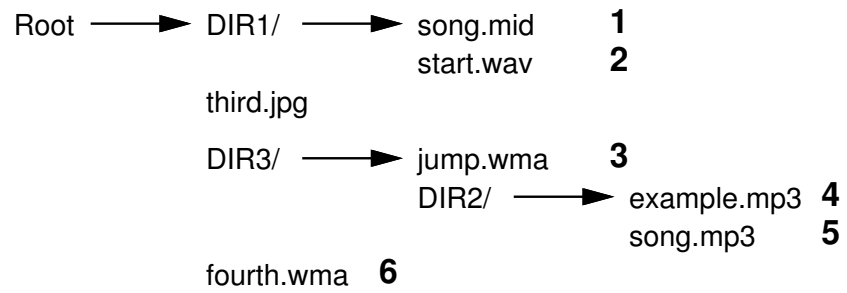 Root DIR1/ song.mid 1
start.wav 2
third.jpg
DIR3/ jump.wma 3
DIR2/ example.mp3 4
song.mp3 5
fourth.wma 6